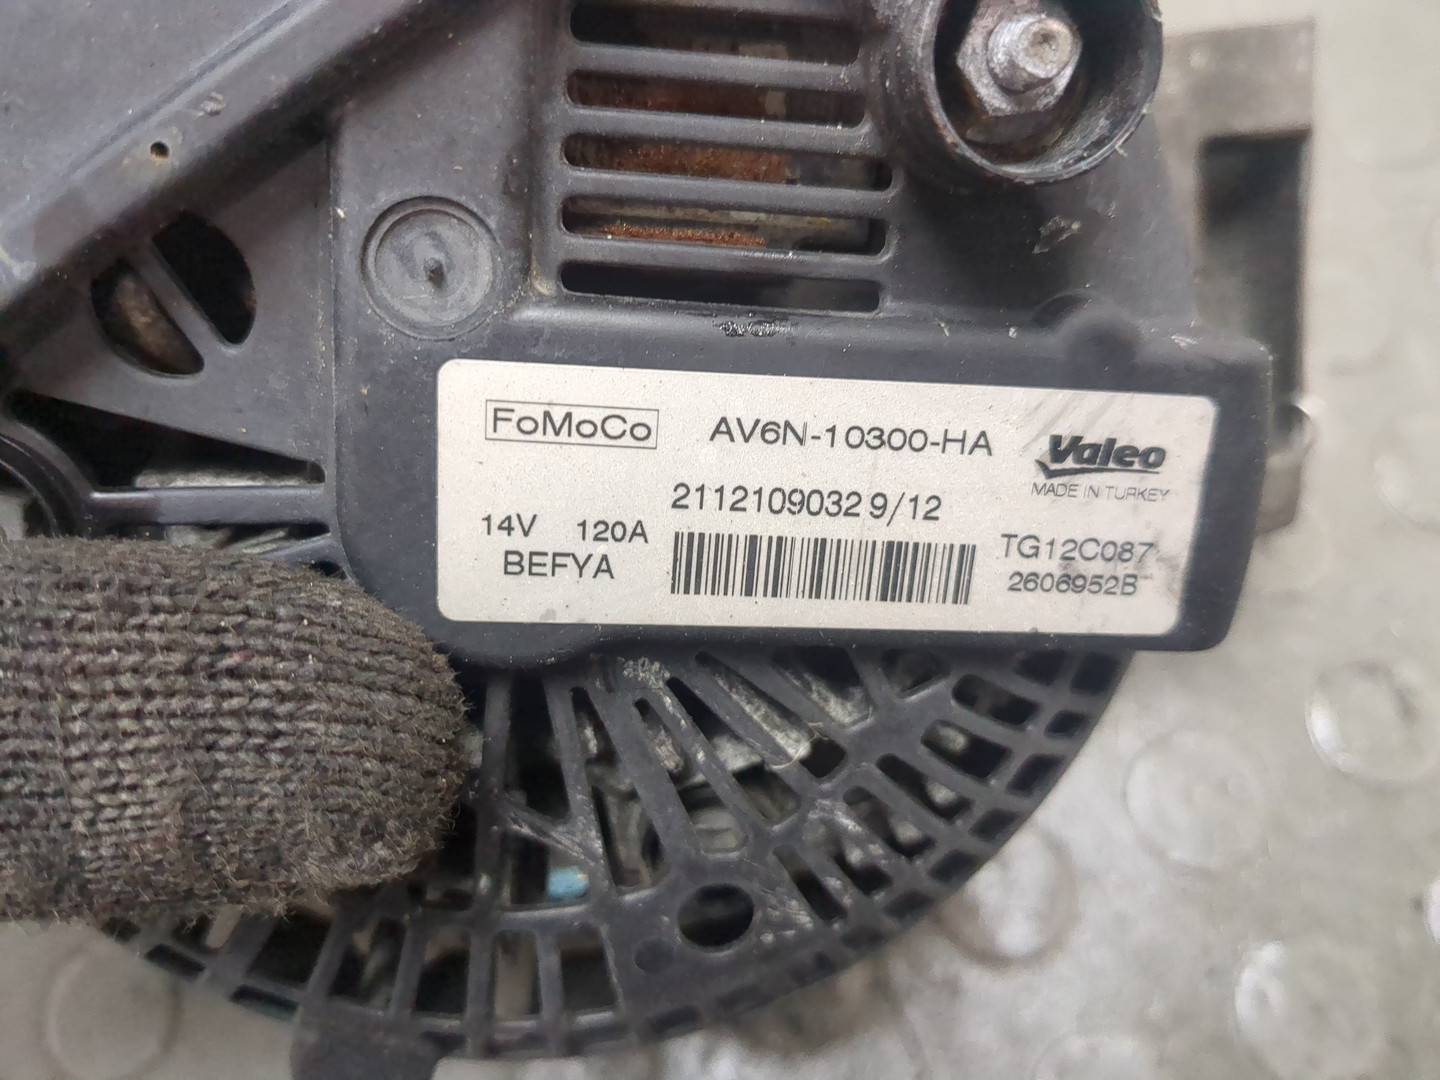 FoMoCo
AV6N-10300-HA
Valeo
MADE IN TURKEY
2112109032 9/12
14V 120A
BEFYA
TG12C087
2606952B